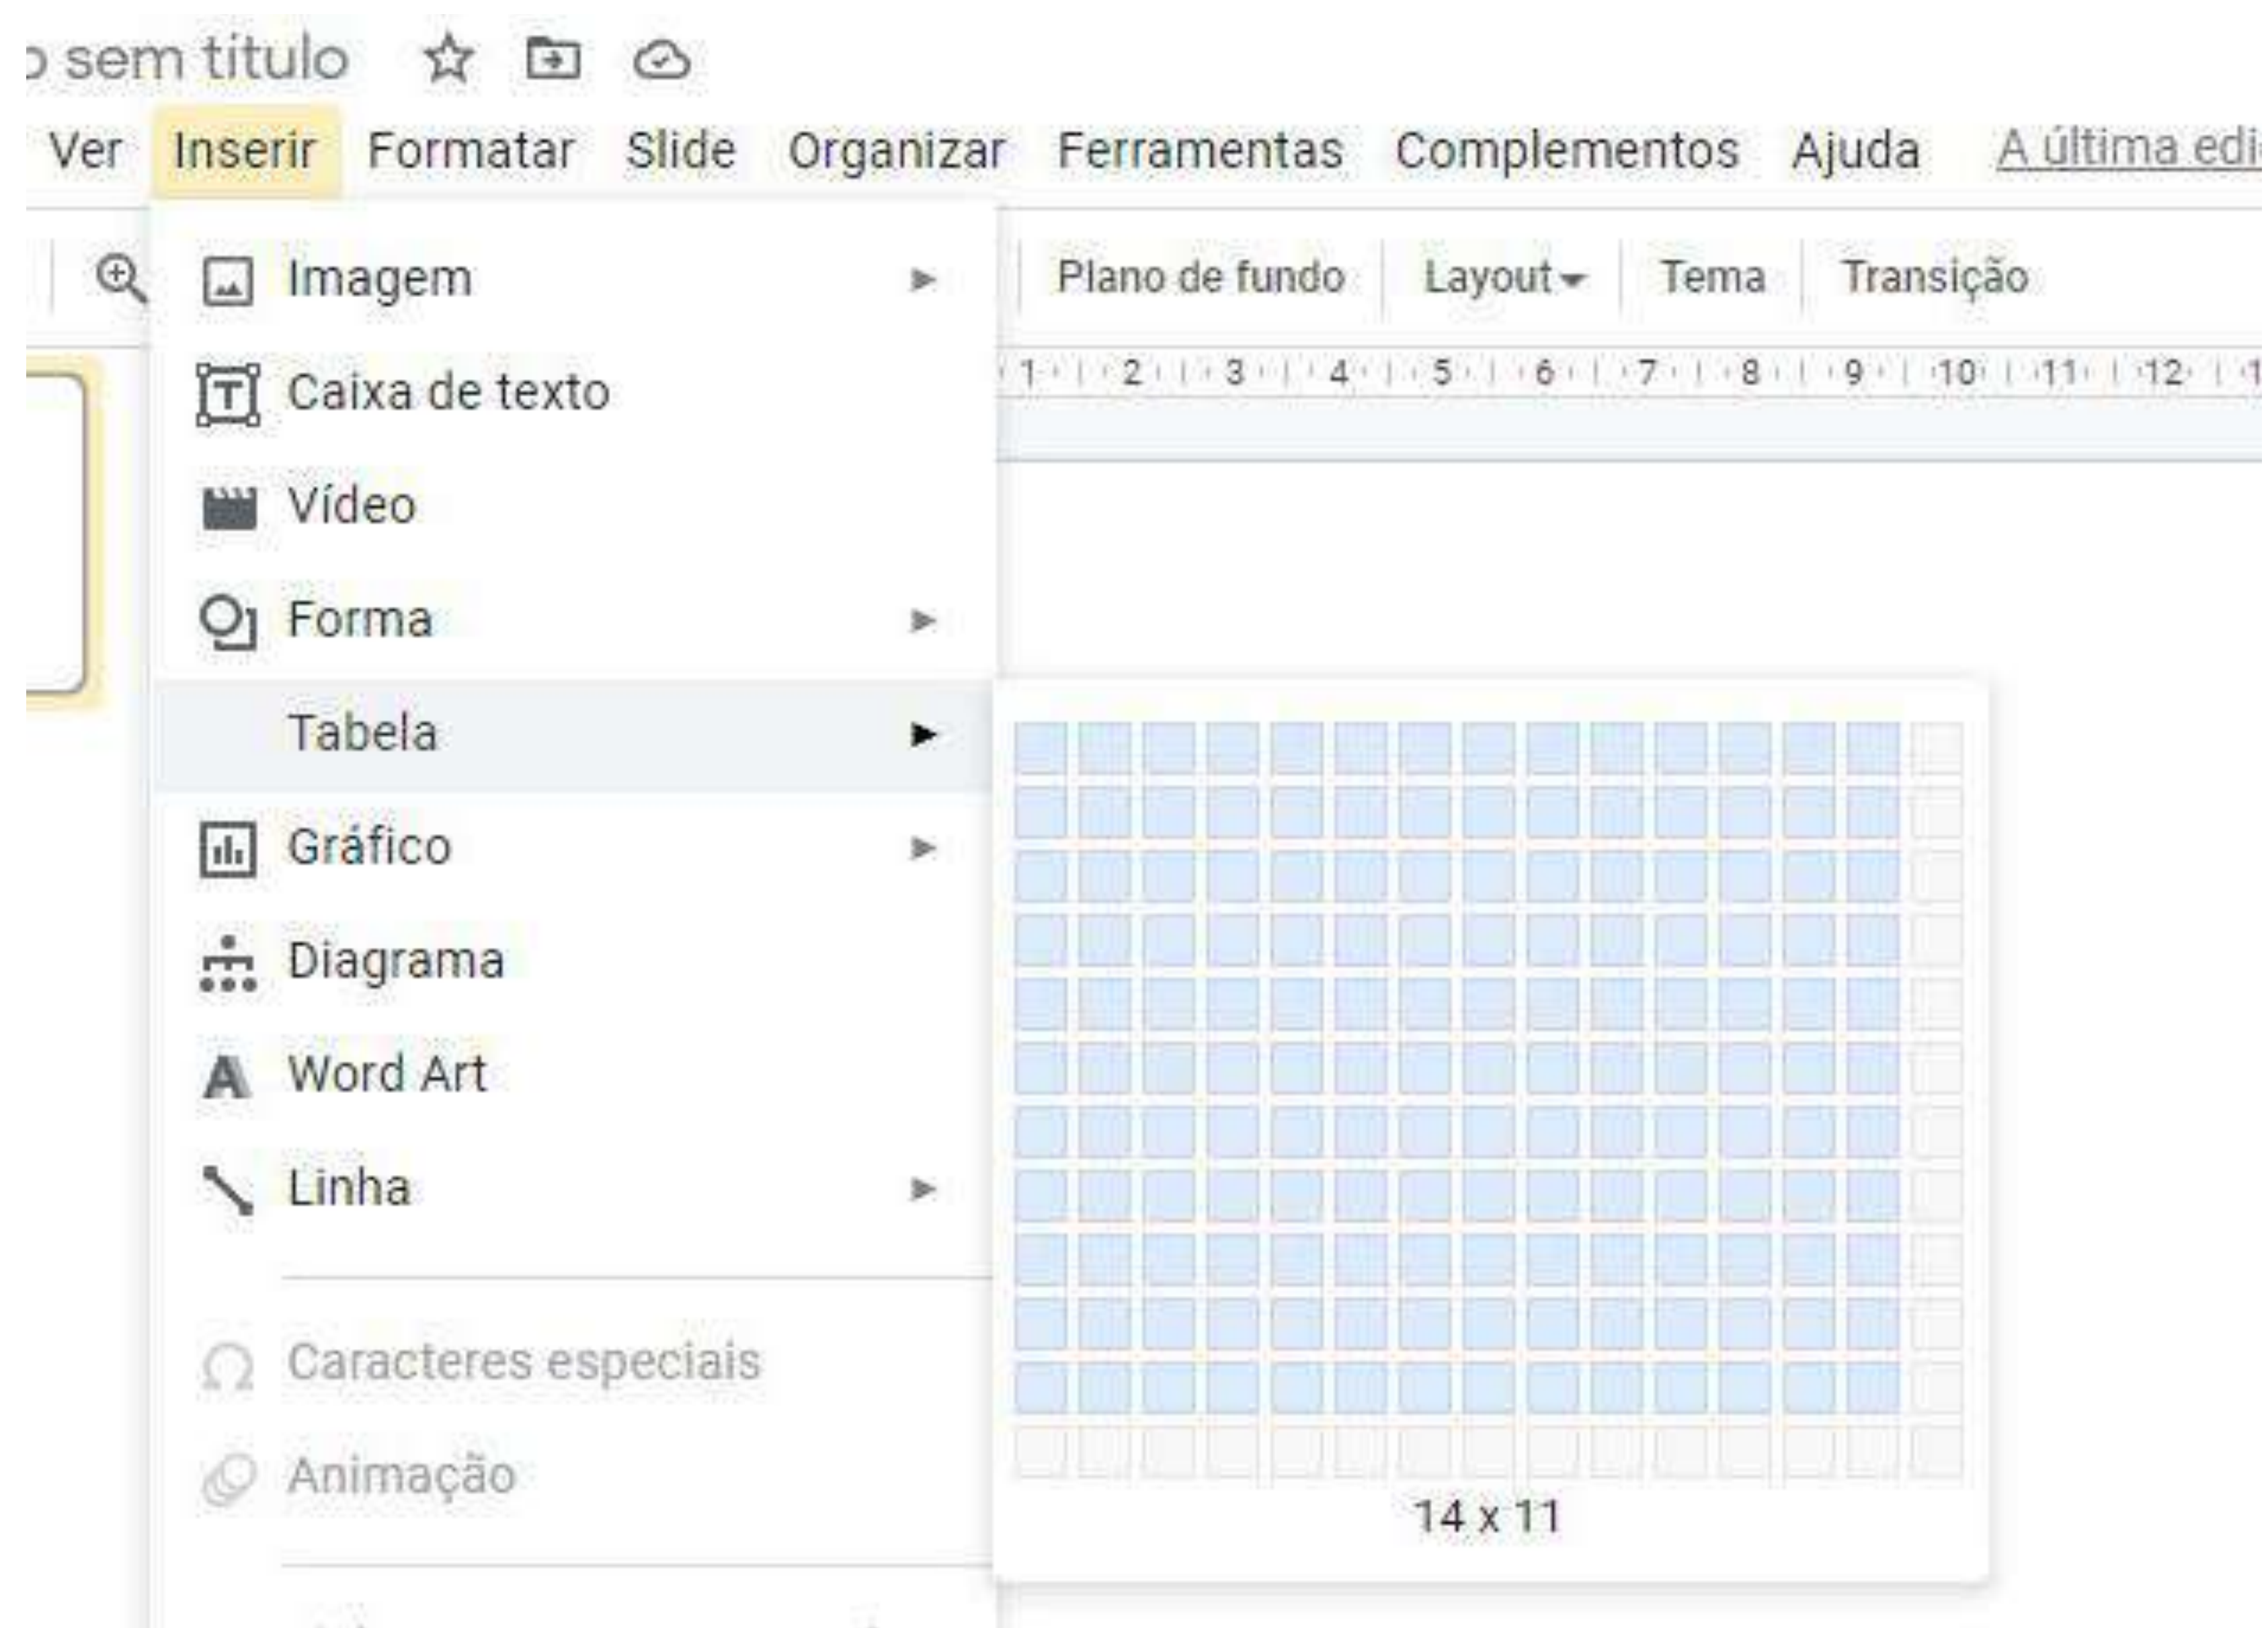 o sem titulo
Ver Inserir Formatar Slide Organizar Ferramentas Complementos Ajuda A última edi
Plano de fundo Layout Tema Transição
1 2 3 4 5 6 7 8 9 10 11 12 1
Imagem
Caixa de texto
Vídeo
Forma
Tabela
Gráfico
Diagrama
Word Art
Linha
Caracteres especiais
Animação
14 x 11